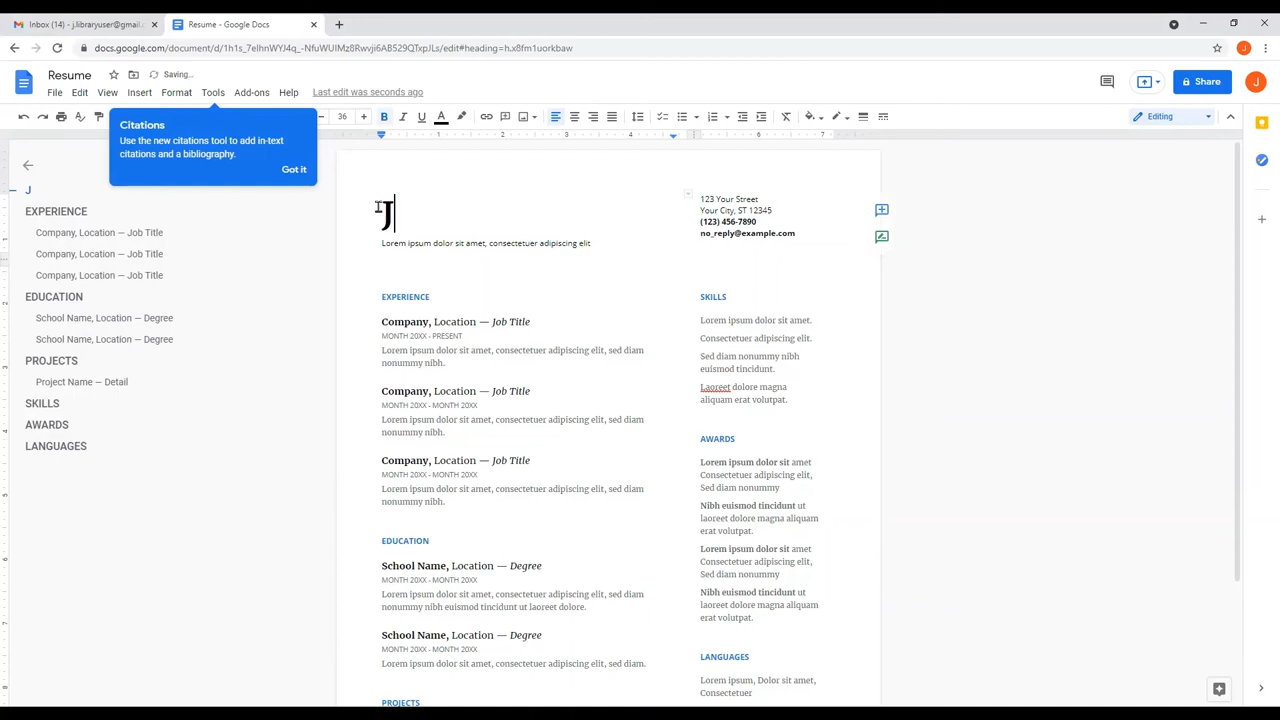 Inbox (14) - j.libraryuser@gmail.c
Resume - Google Docs
docs.google.com/document/d/1h1s_7eIhnWYJ4q_-NfuWUIMz8Rwvji6AB529QTxpJLs/edit#heading=h.x8fm1uorkbaw
J
Resume
Saving...
File Edit View Insert Format Tools Add-ons Help Last edit was seconds ago
Share
J
36
B
I
U
A
Editing
Citations
Use the new citations tool to add in-text
citations and a bibliography.
Got it
1 2 3 4 5 6 7
J
EXPERIENCE
Company, Location — Job Title
Company, Location — Job Title
Company, Location — Job Title
EDUCATION
School Name, Location — Degree
School Name, Location — Degree
PROJECTS
Project Name — Detail
SKILLS
AWARDS
LANGUAGES
J
Lorem ipsum dolor sit amet, consectetuer adipiscing elit
EXPERIENCE
Company, Location — Job Title
MONTH 20XX - PRESENT
Lorem ipsum dolor sit amet, consectetuer adipiscing elit, sed diam
nonummy nibh.
Company, Location — Job Title
MONTH 20XX - MONTH 20XX
Lorem ipsum dolor sit amet, consectetuer adipiscing elit, sed diam
nonummy nibh.
Company, Location — Job Title
MONTH 20XX - MONTH 20XX
Lorem ipsum dolor sit amet, consectetuer adipiscing elit, sed diam
nonummy nibh.
EDUCATION
School Name, Location — Degree
MONTH 20XX - MONTH 20XX
Lorem ipsum dolor sit amet, consectetuer adipiscing elit, sed diam
nonummy nibh euismod tincidunt ut laoreet dolore.
School Name, Location — Degree
MONTH 20XX - MONTH 20XX
Lorem ipsum dolor sit amet, consectetuer adipiscing elit, sed diam.
PROJECTS
123 Your Street
Your City, ST 12345
(123) 456-7890
no_reply@example.com
SKILLS
Lorem ipsum dolor sit amet.
Consectetuer adipiscing elit.
Sed diam nonummy nibh
euismod tincidunt.
Laoreet dolore magna
aliquam erat volutpat.
AWARDS
Lorem ipsum dolor sit amet
Consectetuer adipiscing elit,
Sed diam nonummy
Nibh euismod tincidunt ut
laoreet dolore magna aliquam
erat volutpat.
Lorem ipsum dolor sit amet
Consectetuer adipiscing elit,
Sed diam nonummy
Nibh euismod tincidunt ut
laoreet dolore magna aliquam
erat volutpat.
LANGUAGES
Lorem ipsum, Dolor sit amet,
Consectetuer